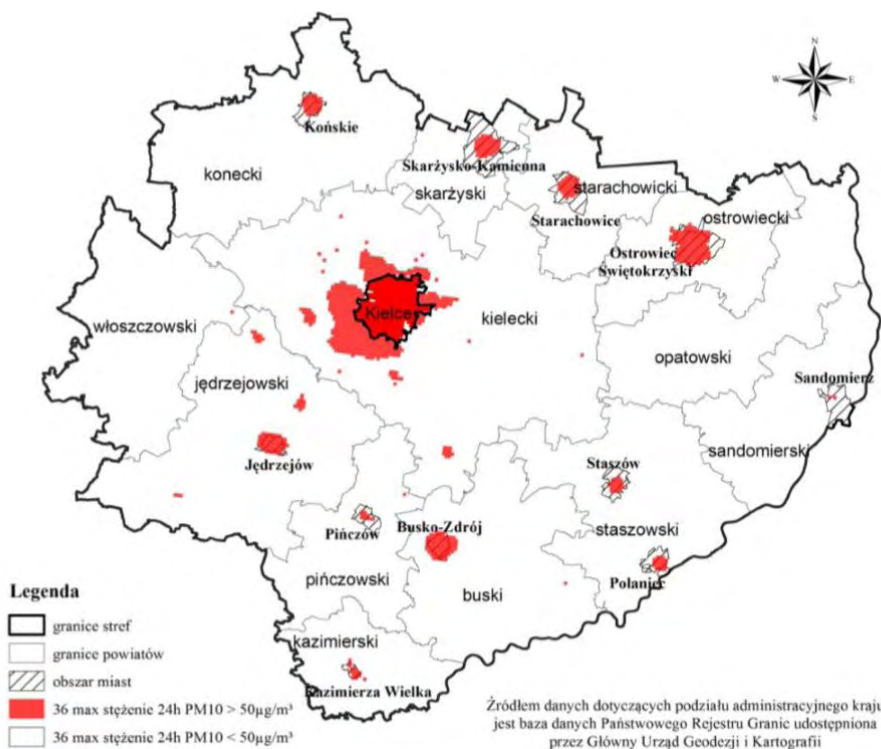 N
W E
S
Końskie
konecki
Skarżysko-Kamienna
skarżyski
starachowicki
Starachowice
ostrowiecki
Ostrowiec
Świętokrzyski
Kielce
kielecki
włoszczowski
opatowski
jędrzejowski
Sandomierz
Jędrzejów
sandomierski
Staszów
Pińczów
Busko-Zdrój
staszowski
Połaniec
pińczowski
buski
kazimierski
Kazimierza Wielka
Legenda
granice stref
granice powiatów
obszar miast
36 max stężenie 24h PM10 > 50µg/m³
36 max stężenie 24h PM10 < 50µg/m³
Źródłem danych dotyczących podziału administracyjnego kraju
jest baza danych Państwowego Rejestru Granic udostępniona
przez Główny Urząd Geodezji i Kartografii